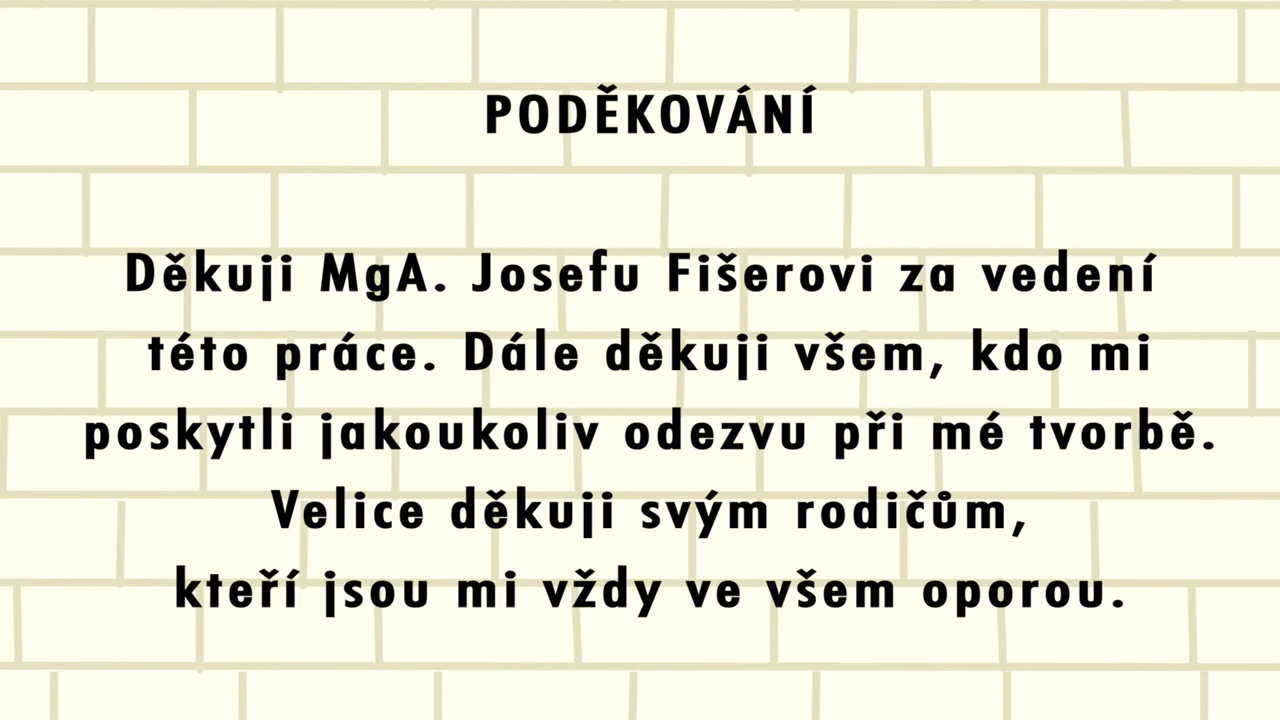 PODĚKOVÁNÍ
Děkuji MgA. Josefu Fišerovi za vedení
této práce. Dále děkuji všem, kdo mi
poskytli jakoukoliv odezvu při mé tvorbě.
Velice děkuji svým rodičům,
kteří jsou mi vždy ve všem oporou.